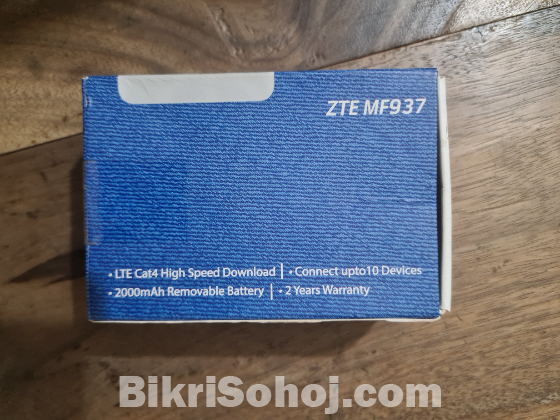 ZTE MF937
• LTE Cat4 High Speed Download | • Connect upto10 Devices
• 2000mAh Removable Battery | • 2 Years Warranty
BikriSohoj.com